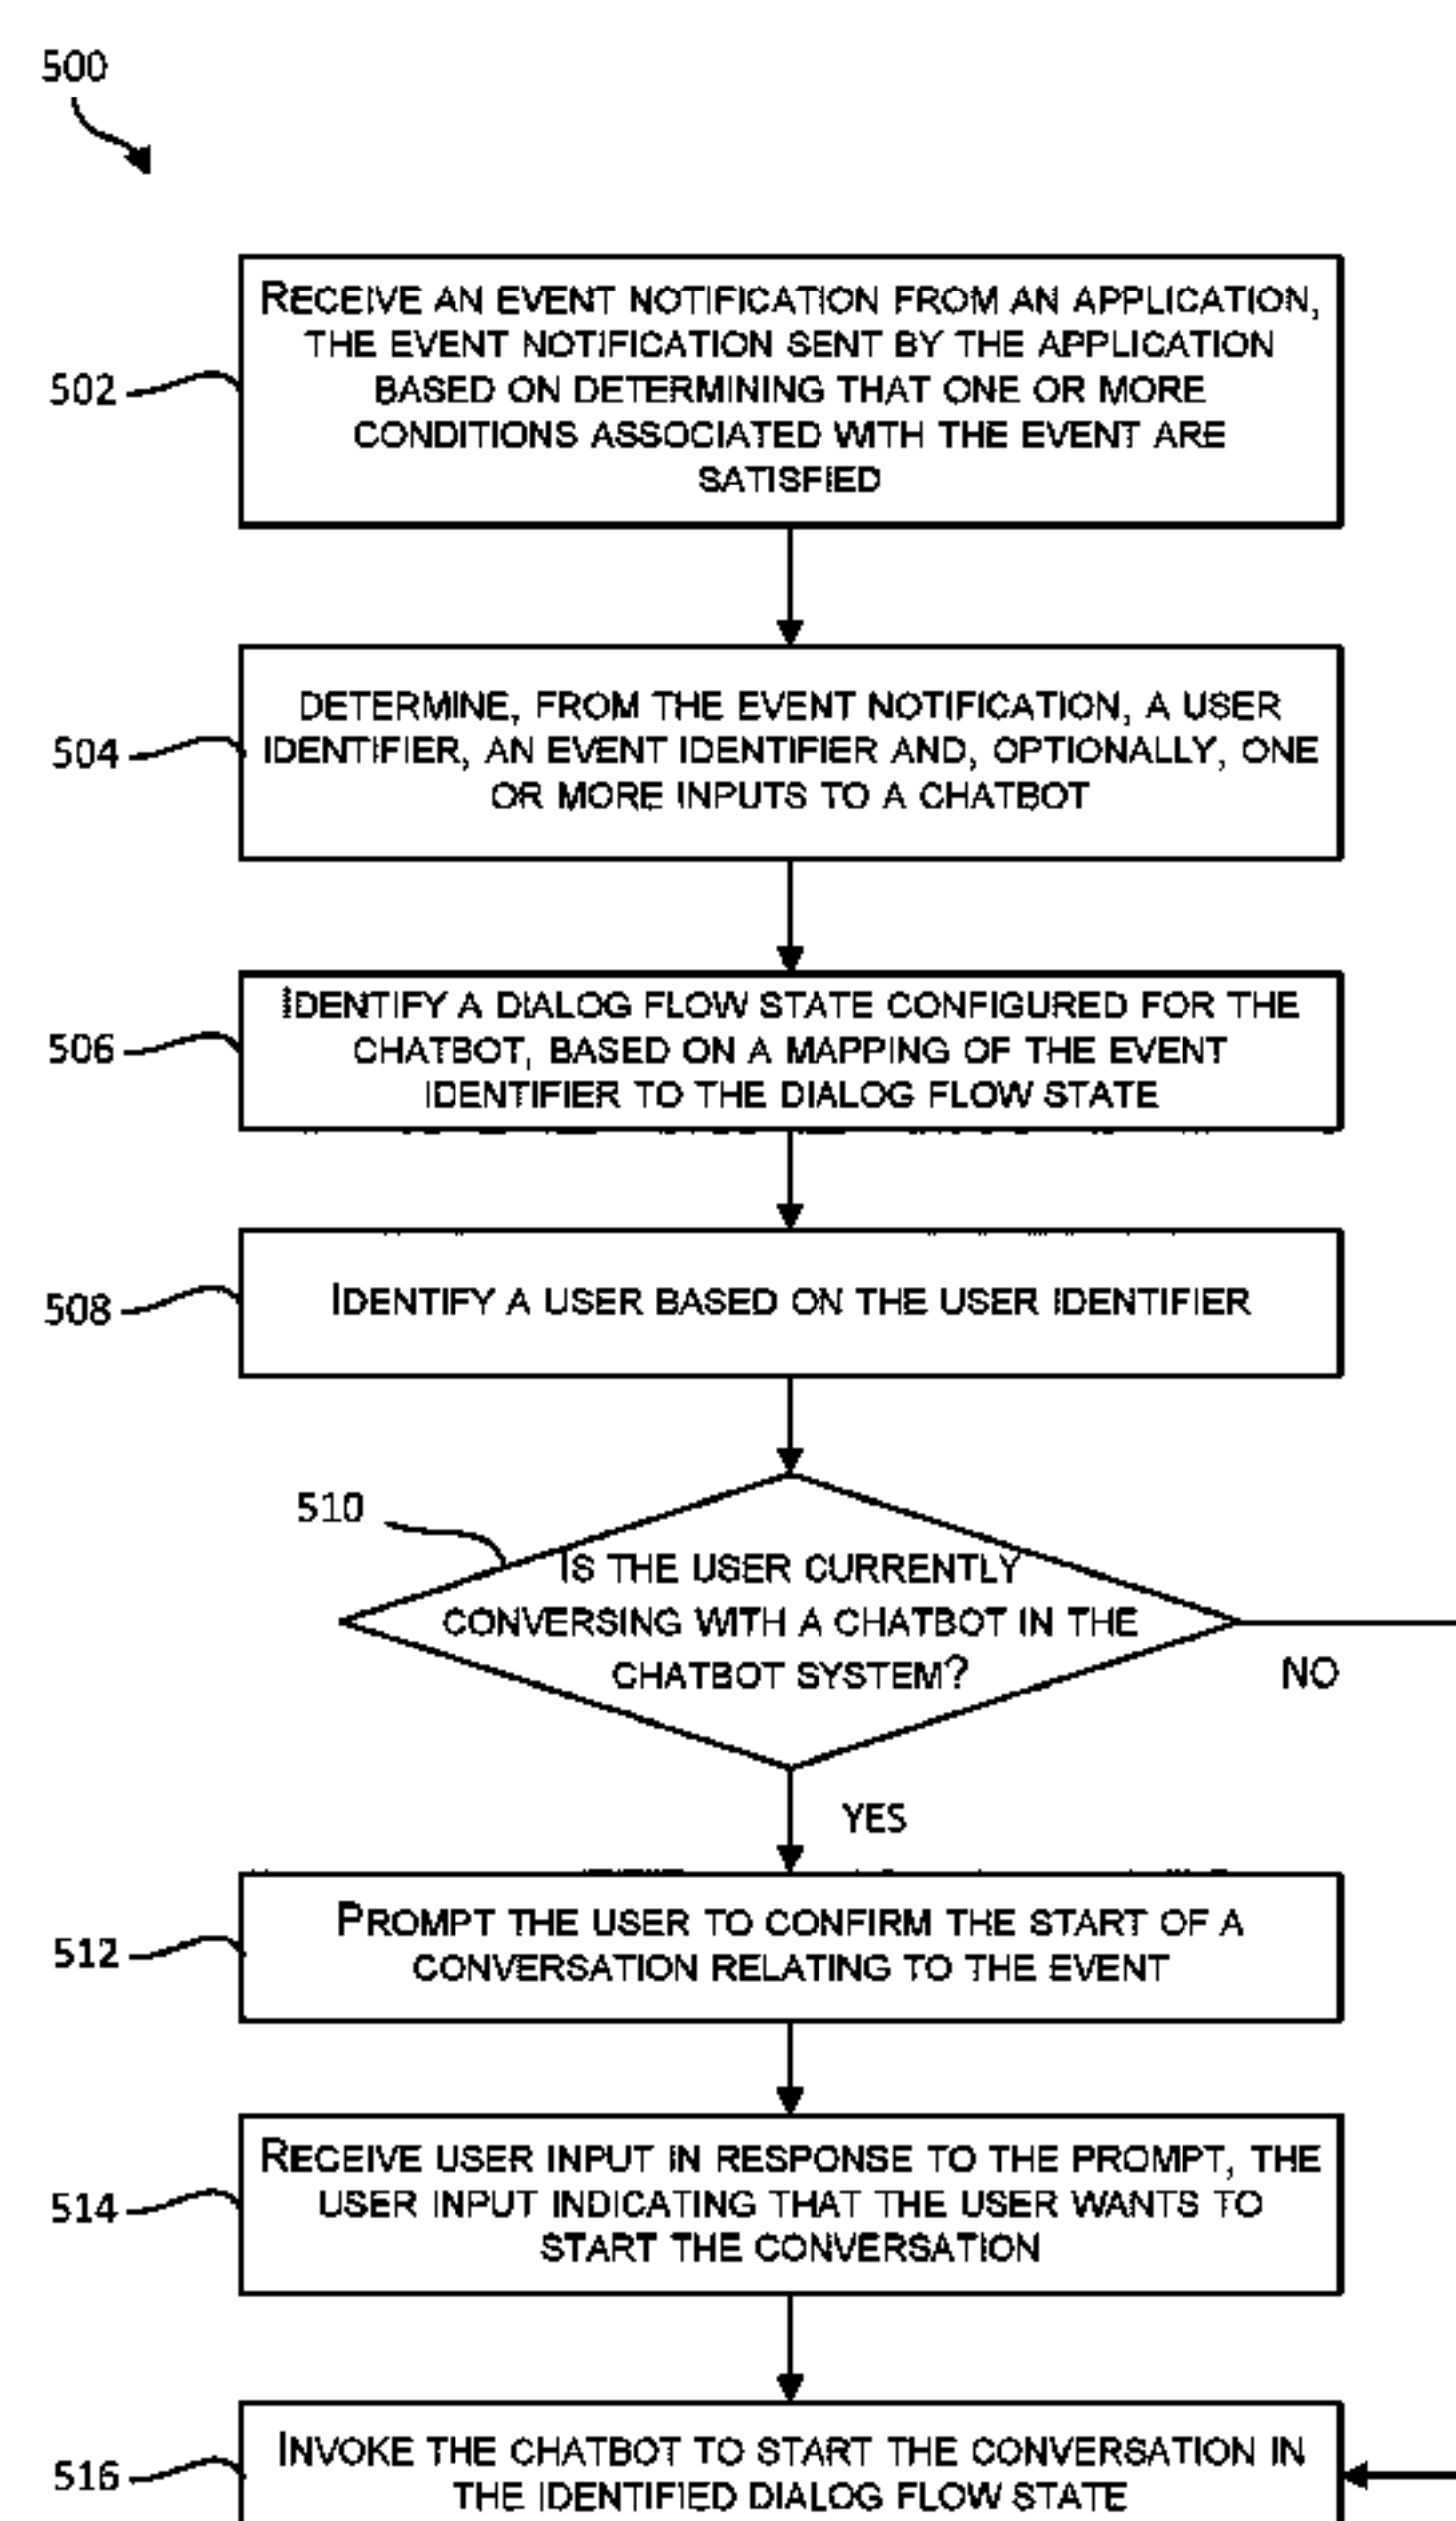 500
RECEIVE AN EVENT NOTIFICATION FROM AN APPLICATION,
THE EVENT NOTIFICATION SENT BY THE APPLICATION
BASED ON DETERMINING THAT ONE OR MORE
CONDITIONS ASSOCIATED WITH THE EVENT ARE
SATISFIED
502
DETERMINE, FROM THE EVENT NOTIFICATION, A USER
IDENTIFIER, AN EVENT IDENTIFIER AND, OPTIONALLY, ONE
OR MORE INPUTS TO A CHATBOT
504
IDENTIFY A DIALOG FLOW STATE CONFIGURED FOR THE
CHATBOT, BASED ON A MAPPING OF THE EVENT
IDENTIFIER TO THE DIALOG FLOW STATE
506
IDENTIFY A USER BASED ON THE USER IDENTIFIER
508
510
IS THE USER CURRENTLY
CONVERSING WITH A CHATBOT IN THE
CHATBOT SYSTEM?
NO
YES
PROMPT THE USER TO CONFIRM THE START OF A
CONVERSATION RELATING TO THE EVENT
512
RECEIVE USER INPUT IN RESPONSE TO THE PROMPT, THE
USER INPUT INDICATING THAT THE USER WANTS TO
START THE CONVERSATION
514
INVOKE THE CHATBOT TO START THE CONVERSATION IN
THE IDENTIFIED DIALOG FLOW STATE
516